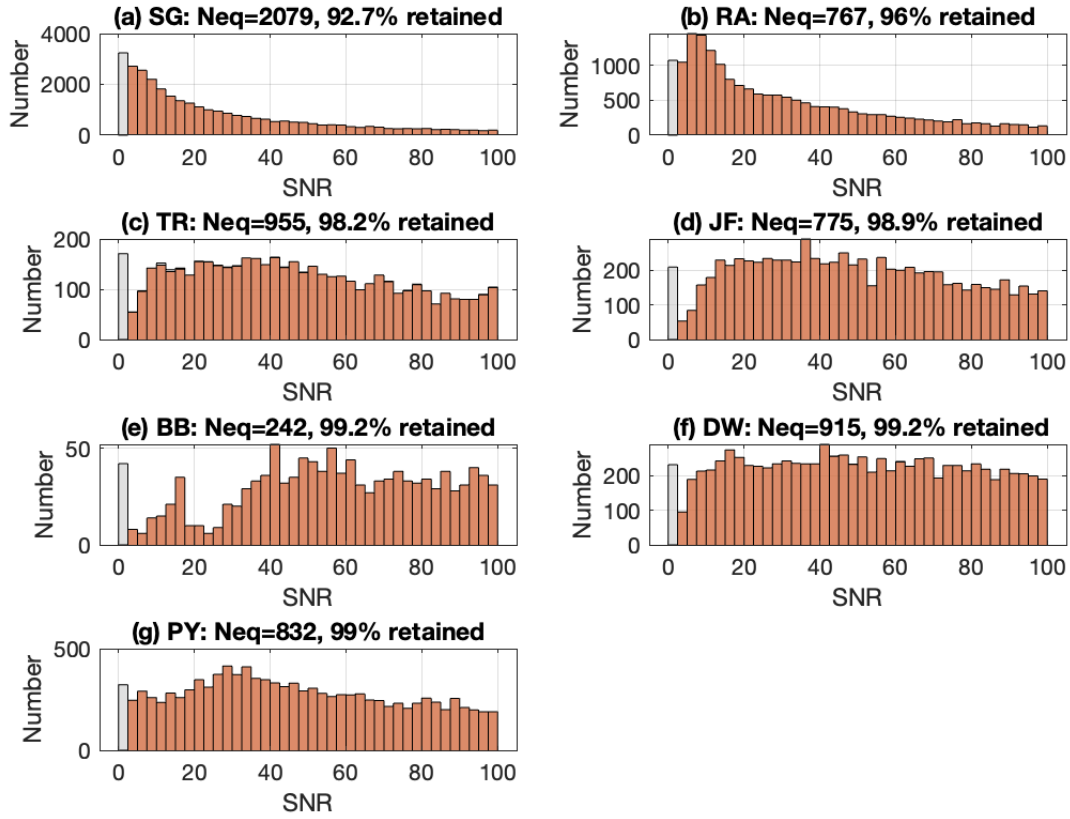 (a) SG: Neq=2079, 92.7% retained
4000
2000
0
Number
0 20 40 60 80 100
SNR
(b) RA: Neq=767, 96% retained
1000
500
0
Number
0 20 40 60 80 100
SNR
(c) TR: Neq=955, 98.2% retained
200
100
0
Number
0 20 40 60 80 100
SNR
(d) JF: Neq=775, 98.9% retained
200
100
0
Number
0 20 40 60 80 100
SNR
(e) BB: Neq=242, 99.2% retained
50
0
Number
0 20 40 60 80 100
SNR
(f) DW: Neq=915, 99.2% retained
200
100
0
Number
0 20 40 60 80 100
SNR
(g) PY: Neq=832, 99% retained
500
0
Number
0 20 40 60 80 100
SNR